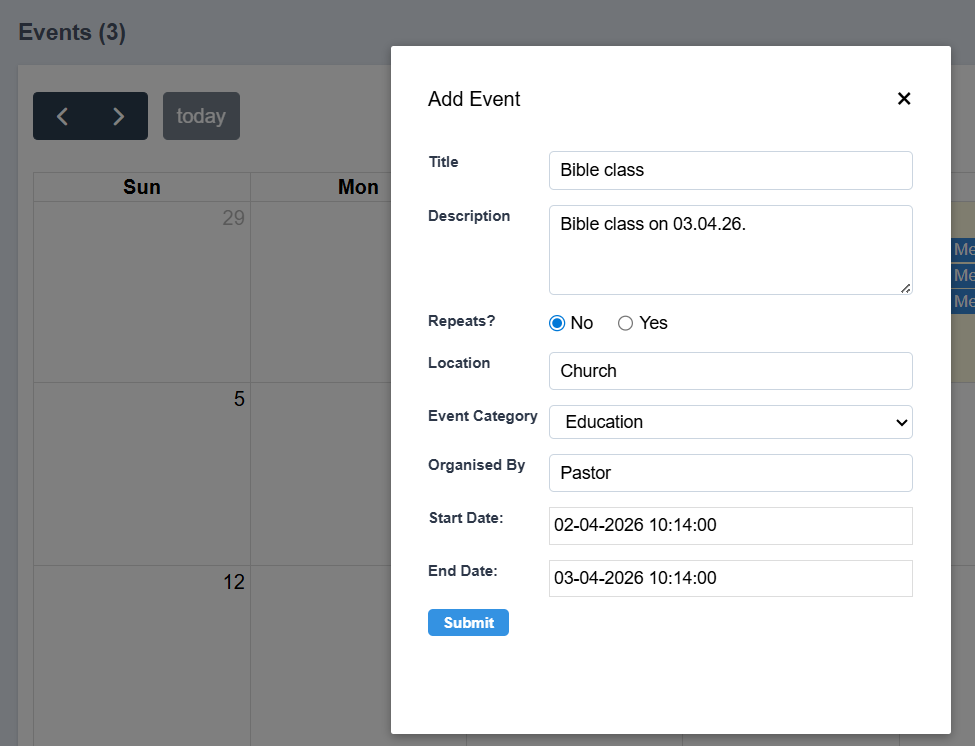 Events (3)
today
Sun
Mon
29
5
12
Me
Me
Me
Add Event
Title
Bible class
Description
Bible class on 03.04.26.
Repeats?
No
Yes
Location
Church
Event Category
Education
Organised By
Pastor
Start Date:
02-04-2026 10:14:00
End Date:
03-04-2026 10:14:00
Submit